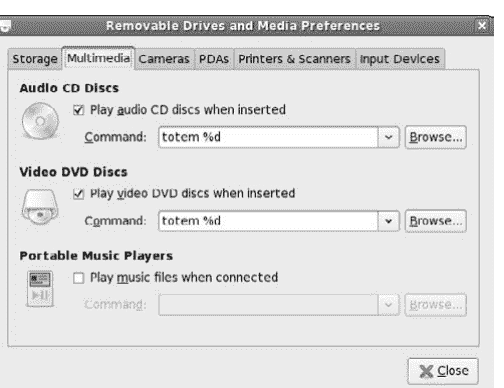 Removable Drives and Media Preferences
Storage Multimedia Cameras PDAs Printers & Scanners Input Devices
Audio CD Discs
Play audio CD discs when inserted
Command: totem %d Browse...
Video DVD Discs
Play video DVD discs when inserted
Command: totem %d Browse...
Portable Music Players
Play music files when connected
Command: Browse...
Close